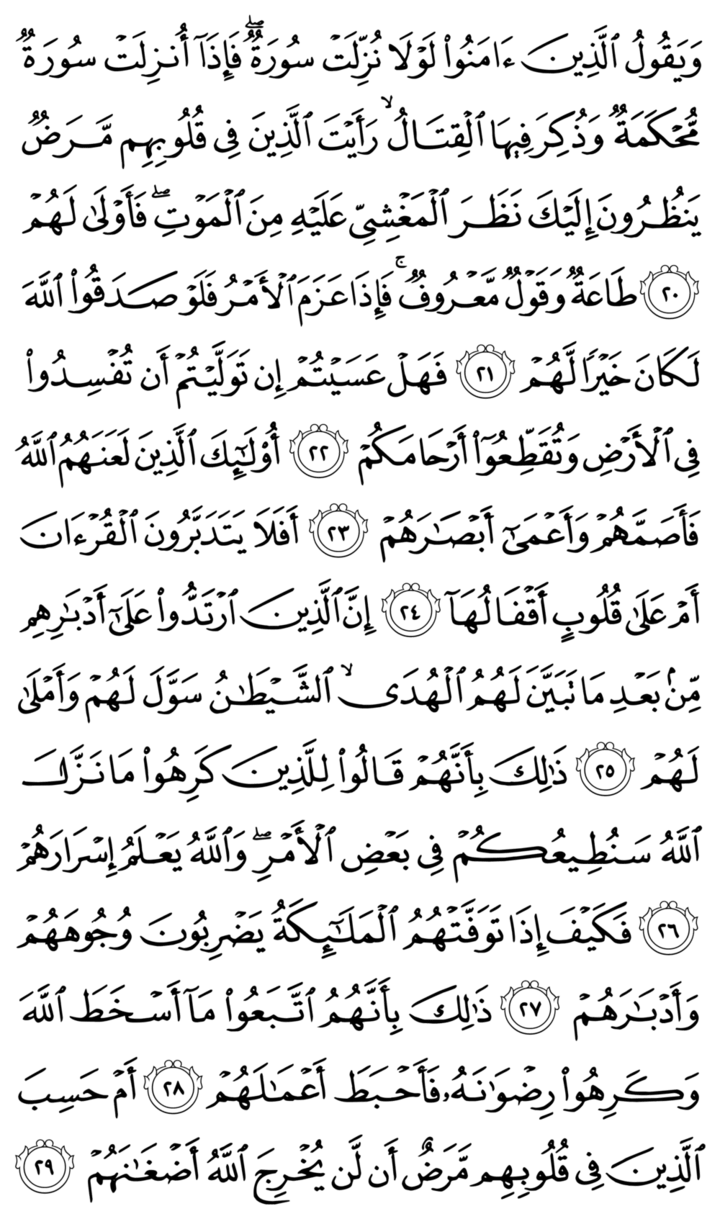 وَيَقُولُ ٱلَّذِينَ ءَامَنُوا۟ لَوْلَا نُزِّلَتْ سُورَةٌ ۖ فَإِذَآ أُنزِلَتْ سُورَةٌ
مُّحْكَمَةٌ وَذُكِرَ فِيهَا ٱلْقِتَالُ ۙ رَأَيْتَ ٱلَّذِينَ فِى قُلُوبِهِم مَّرَضٌ
يَنظُرُونَ إِلَيْكَ نَظَرَ ٱلْمَغْشِىِّ عَلَيْهِ مِنَ ٱلْمَوْتِ ۖ فَأَوْلَىٰ لَهُمْ
٢٠ طَاعَةٌ وَقَوْلٌ مَّعْرُوفٌ ۚ فَإِذَا عَزَمَ ٱلْأَمْرُ فَلَوْ صَدَقُوا۟ ٱللَّهَ
لَكَانَ خَيْرًا لَّهُمْ ٢١ فَهَلْ عَسَيْتُمْ إِن تَوَلَّيْتُمْ أَن تُفْسِدُوا۟
فِى ٱلْأَرْضِ وَتُقَطِّعُوٓا۟ أَرْحَامَكُمْ ٢٢ أُو۟لَـٰٓئِكَ ٱلَّذِينَ لَعَنَهُمُ ٱللَّهُ
فَأَصَمَّهُمْ وَأَعْمَىٰٓ أَبْصَـٰرَهُمْ ٢٣ أَفَلَا يَتَدَبَّرُونَ ٱلْقُرْءَانَ
أَمْ عَلَىٰ قُلُوبٍ أَقْفَالُهَآ ٢٤ إِنَّ ٱلَّذِينَ ٱرْتَدُّوا۟ عَلَىٰٓ أَدْبَـٰرِهِم
مِّنۢ بَعْدِ مَا تَبَيَّنَ لَهُمُ ٱلْهُدَى ۙ ٱلشَّيْطَـٰنُ سَوَّلَ لَهُمْ وَأَمْلَىٰ
لَهُمْ ٢٥ ذَٰلِكَ بِأَنَّهُمْ قَالُوا۟ لِلَّذِينَ كَرِهُوا۟ مَا نَزَّلَ
ٱللَّهُ سَنُطِيعُكُمْ فِى بَعْضِ ٱلْأَمْرِ ۖ وَٱللَّهُ يَعْلَمُ إِسْرَارَهُمْ
٢٦ فَكَيْفَ إِذَا تَوَفَّتْهُمُ ٱلْمَلَـٰٓئِكَةُ يَضْرِبُونَ وُجُوهَهُمْ
وَأَدْبَـٰرَهُمْ ٢٧ ذَٰلِكَ بِأَنَّهُمُ ٱتَّبَعُوا۟ مَآ أَسْخَطَ ٱللَّهَ
وَكَرِهُوا۟ رِضْوَٰنَهُۥ فَأَحْبَطَ أَعْمَـٰلَهُمْ ٢٨ أَمْ حَسِبَ
ٱلَّذِينَ فِى قُلُوبِهِم مَّرَضٌ أَن لَّن يُخْرِجَ ٱللَّهُ أَضْغَـٰنَهُمْ ٢٩